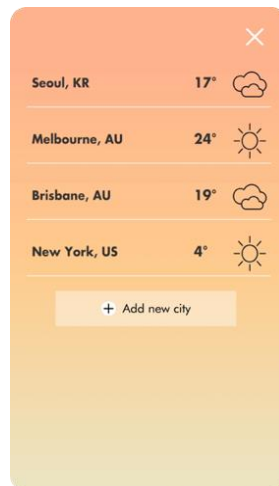 Seoul, KR 17°
Melbourne, AU 24°
Brisbane, AU 19°
New York, US 4°
Add new city